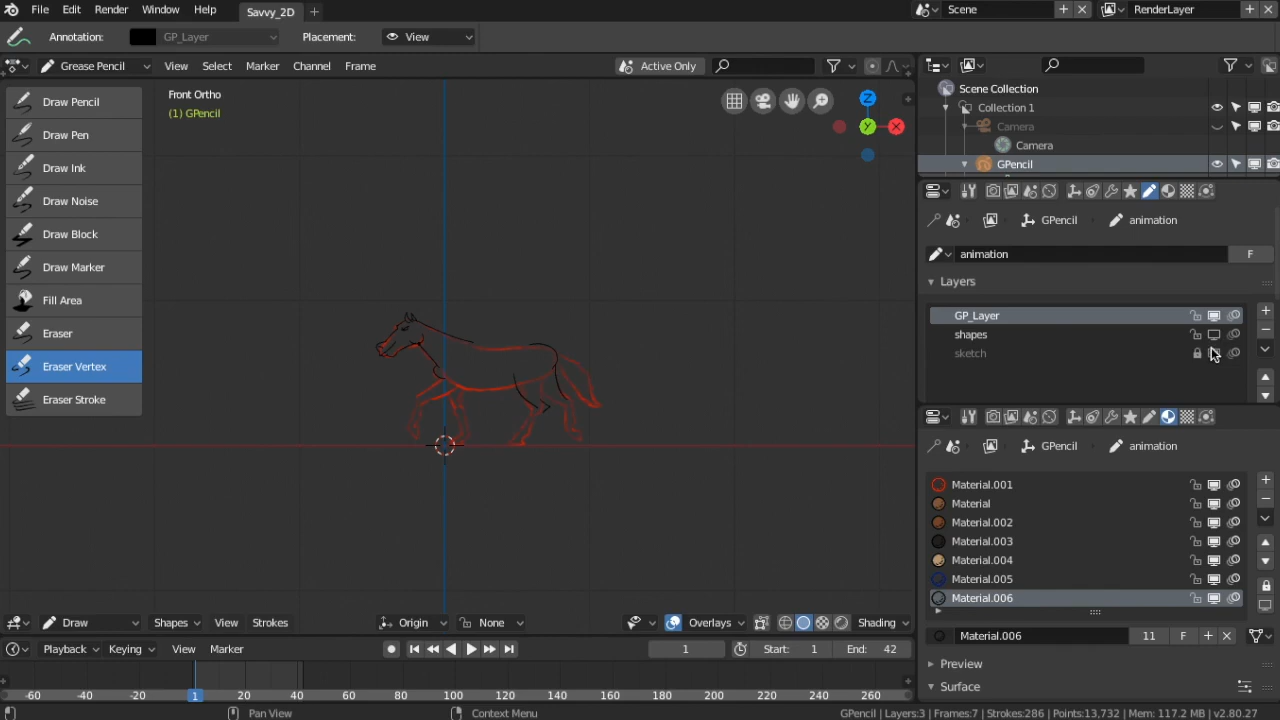 File Edit Render Window Help Savvy_2D + Scene RenderLayer
Annotation: GP_Layer Placement: View
Grease Pencil View Select Marker Channel Frame Active Only
Draw Pencil
Draw Pen
Draw Ink
Draw Noise
Draw Block
Draw Marker
Fill Area
Eraser
Eraser Vertex
Eraser Stroke
Front Ortho
(1) GPencil
Z
Y
X
Scene Collection
Collection 1
Camera
Camera
GPencil
GPencil animation
animation F
Layers
GP_Layer
shapes
sketch
GPencil animation
Material.001
Material
Material.002
Material.003
Material.004
Material.005
Material.006
Material.006 11 F
Preview
Surface
Draw Shapes View Strokes Origin None Overlays Shading
Playback Keying View Marker 1 Start: 1 End: 42
-60 -40 -20 1 20 40 60 80 100 120 140 160 180 200 220 240 260
Pan View Context Menu GPencil | Layers:3 | Frames:7 | Strokes:286 | Points:13,732 | Mem: 117.2 MB | v2.80.27